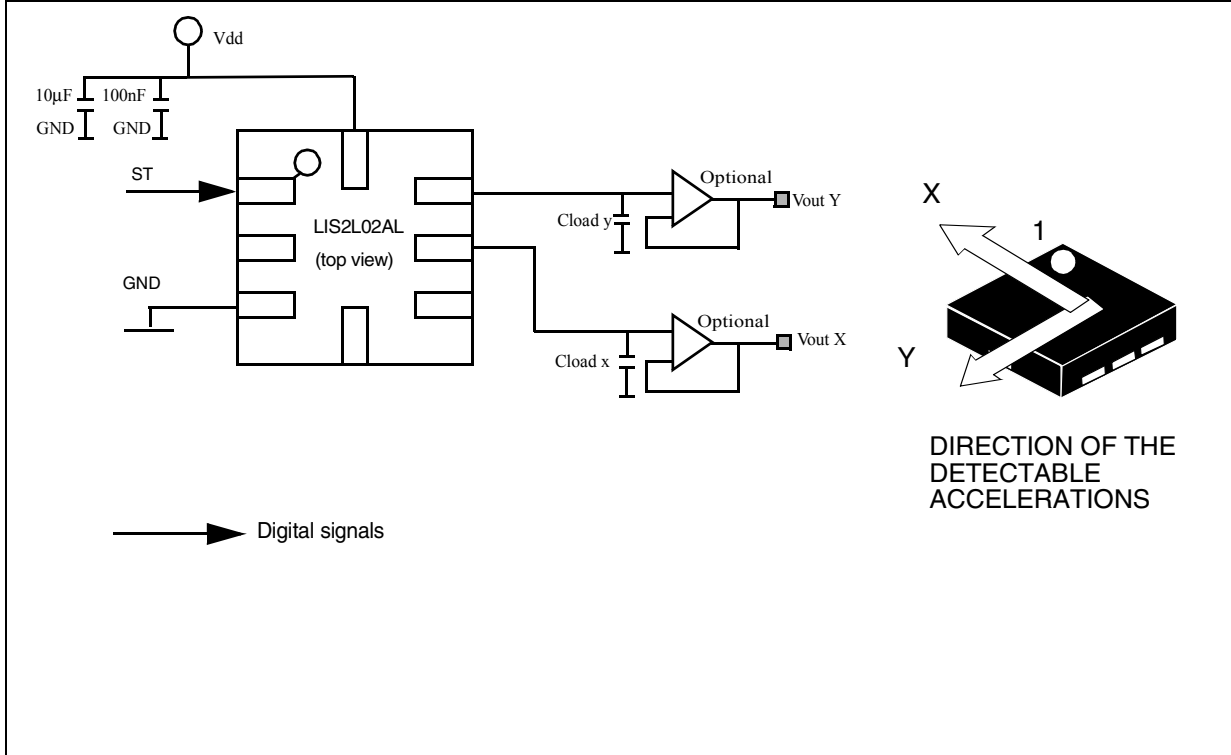 Vdd
10µF 100nF
GND GND
ST
LIS2L02AL
(top view)
GND
Optional
Cload y
Vout Y
Optional
Cload x
Vout X
X
1
Y
DIRECTION OF THE
DETECTABLE
ACCELERATIONS
Digital signals